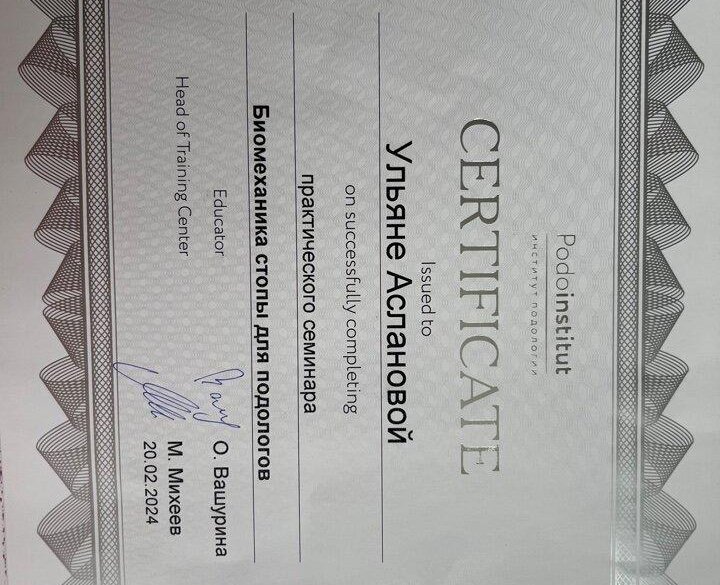 Podoinstitut
институт подологии
CERTIFICATE
Issued to
Ульяне Аслановой
on successfully completing
практического семинара
Биомеханика стопы для подологов
Educator О. Вашурина
Head of Training Center М. Михеев
20.02.2024